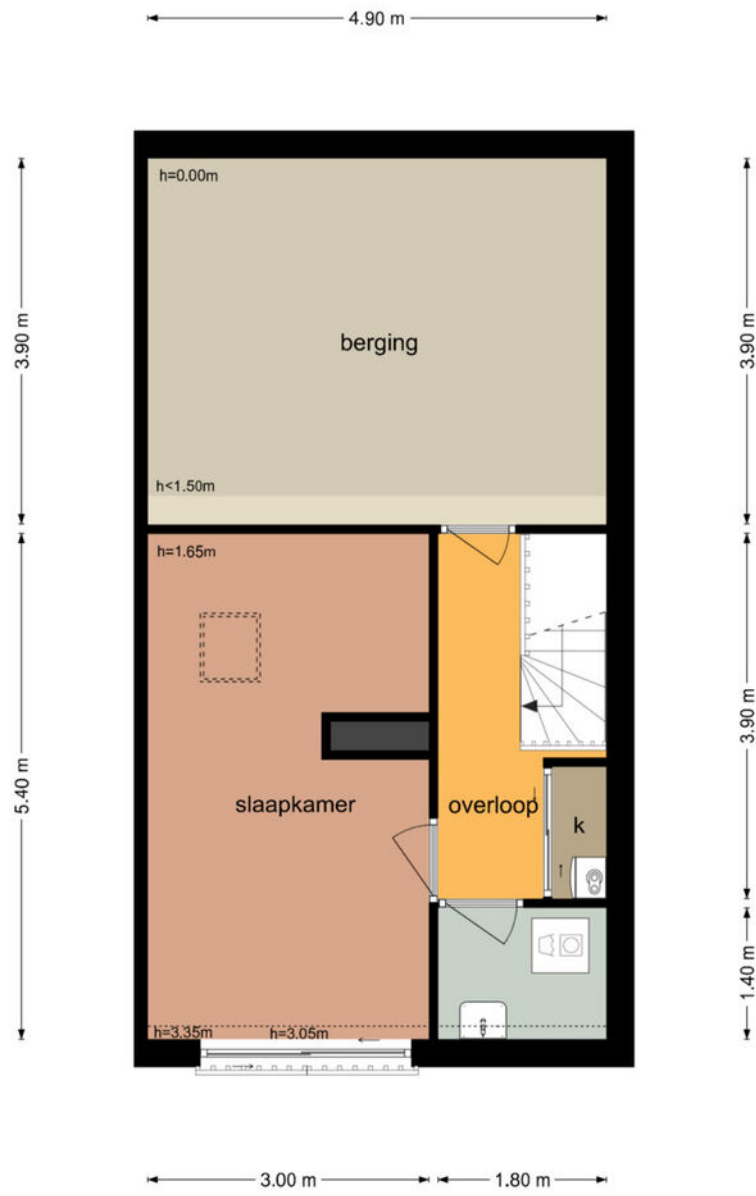 4.90 m
h=0.00m
3.90 m
3.90 m
berging
h<1.50m
h=1.65m
3.90 m
5.40 m
slaapkamer
overloop
k
1.40 m
h=3.35m
h=3.05m
3.00 m
1.80 m